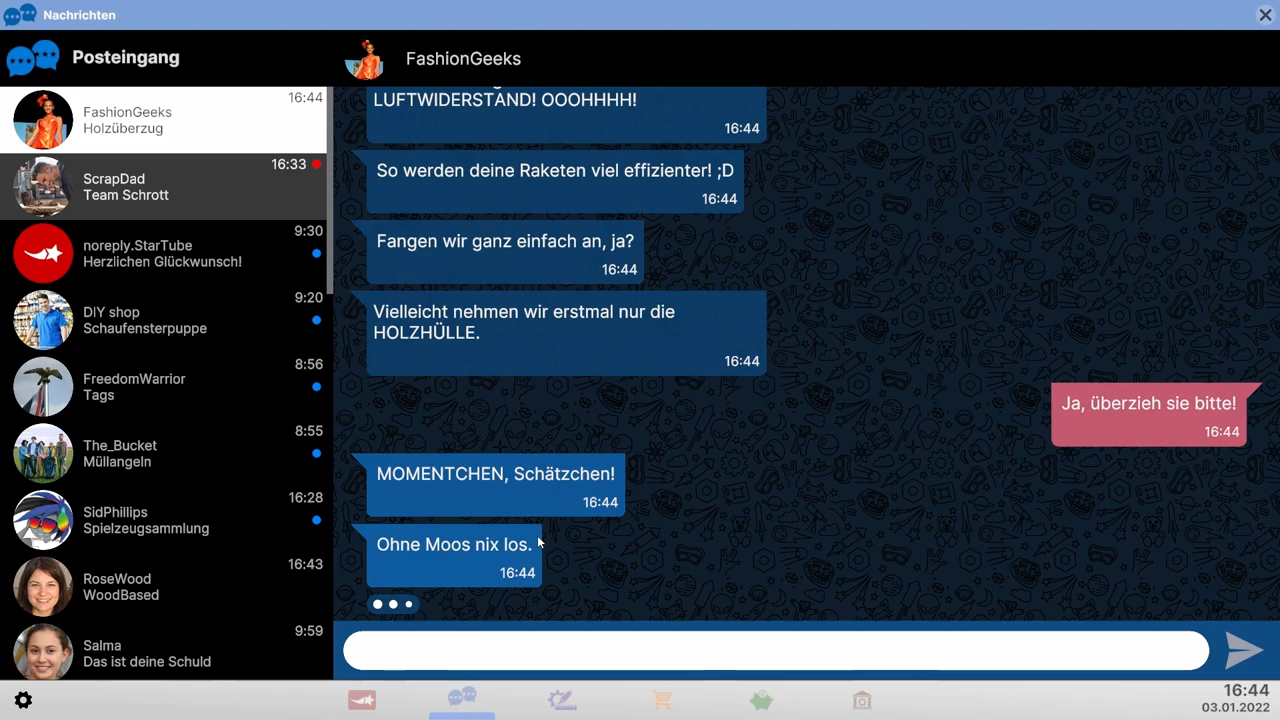 Nachrichten
Posteingang
FashionGeeks
16:44
Holzüberzug
16:33
ScrapDad
Team Schrott
9:30
noreply.StarTube
Herzlichen Glückwunsch!
9:20
DIY shop
Schaufensterpuppe
8:56
FreedomWarrior
Tags
8:55
The_Bucket
Müllangeln
16:28
SidPhillips
Spielzeugsammlung
16:43
RoseWood
WoodBased
9:59
Salma
Das ist deine Schuld
FashionGeeks
LUFTWIDERSTAND! OOOHHHH!
16:44
So werden deine Raketen viel effizienter! ;D
16:44
Fangen wir ganz einfach an, ja?
16:44
Vielleicht nehmen wir erstmal nur die
HOLZHÜLLE.
16:44
Ja, überzieh sie bitte!
16:44
MOMENTCHEN, Schätzchen!
16:44
Ohne Moos nix los.
16:44
16:44
03.01.2022